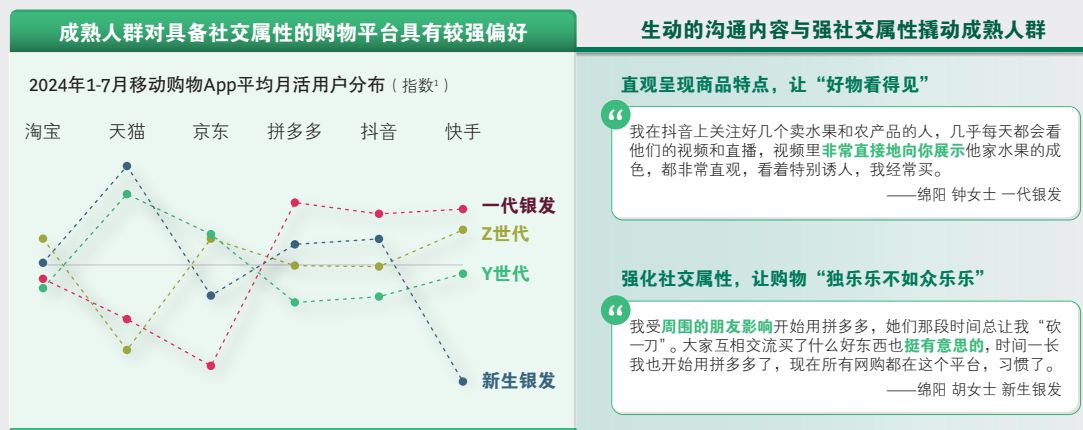 成熟人群对具备社交属性的购物平台具有较强偏好
2024年1-7月移动购物App平均月活用户分布（指数¹）
淘宝 天猫 京东 拼多多 抖音 快手
一代银发
Z世代
Y世代
新生银发
生动的沟通内容与强社交属性撬动成熟人群
直观呈现商品特点，让“好物看得见”
“
我在抖音上关注好几个卖水果和农产品的人，几乎每天都会看
他们的视频和直播，视频里非常直接地向你展示他家水果的成
色，都非常直观，看着特别诱人，我经常买。
——绵阳 钟女士 一代银发
强化社交属性，让购物“独乐乐不如众乐乐”
“
我受周围的朋友影响开始用拼多多，她们那段时间总让我“砍
一刀”。大家互相交流买了什么好东西也挺有意思的，时间一长
我也开始用拼多多了，现在所有网购都在这个平台，习惯了。
——绵阳 胡女士 新生银发